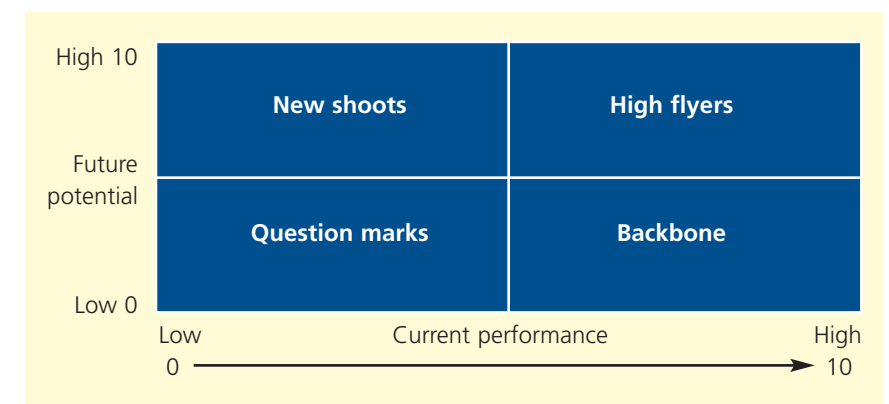 High 10
New shoots
High flyers
Future
potential
Question marks
Backbone
Low 0
Low
Current performance
High
0
10